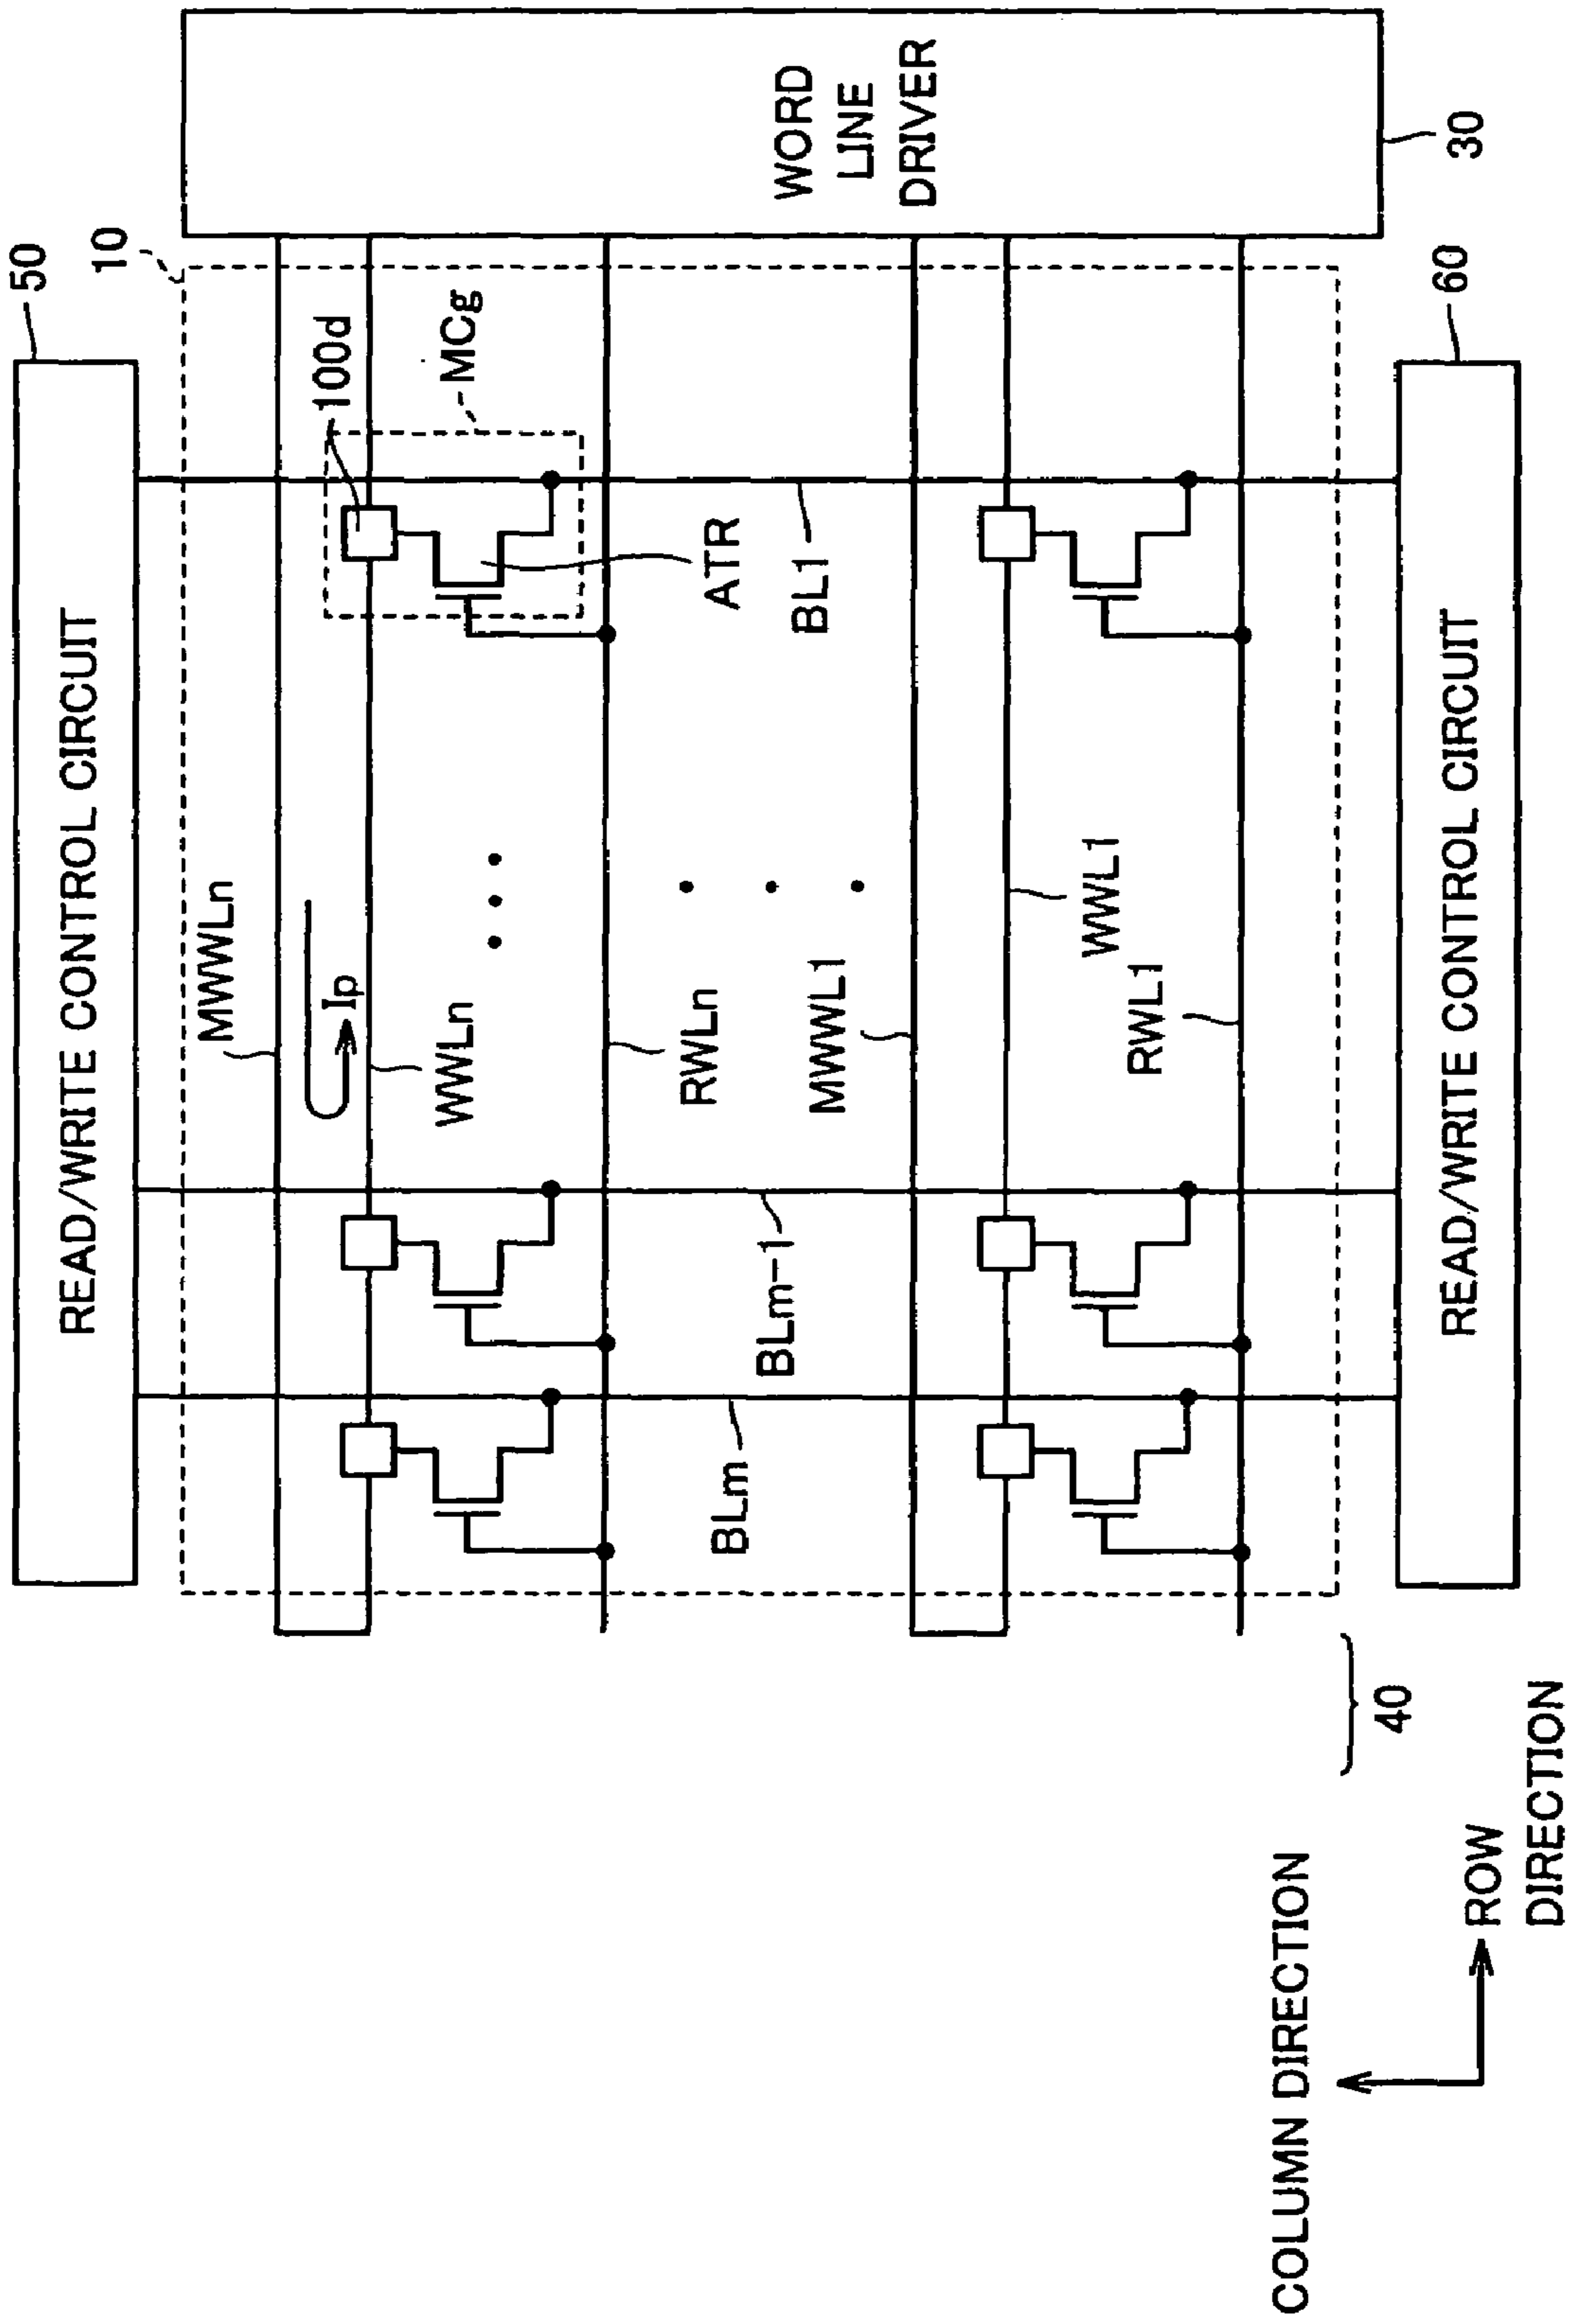 50
READ/WRITE CONTROL CIRCUIT
10
MWWLn
100d
Ip
MCg
WWLn
ATR
RWLn
BL1
BLm-1
BLm
MWWL1
WWL1
RWL1
WORD
LINE
DRIVER
30
60
READ/WRITE CONTROL CIRCUIT
40
COLUMN DIRECTION
ROW
DIRECTION